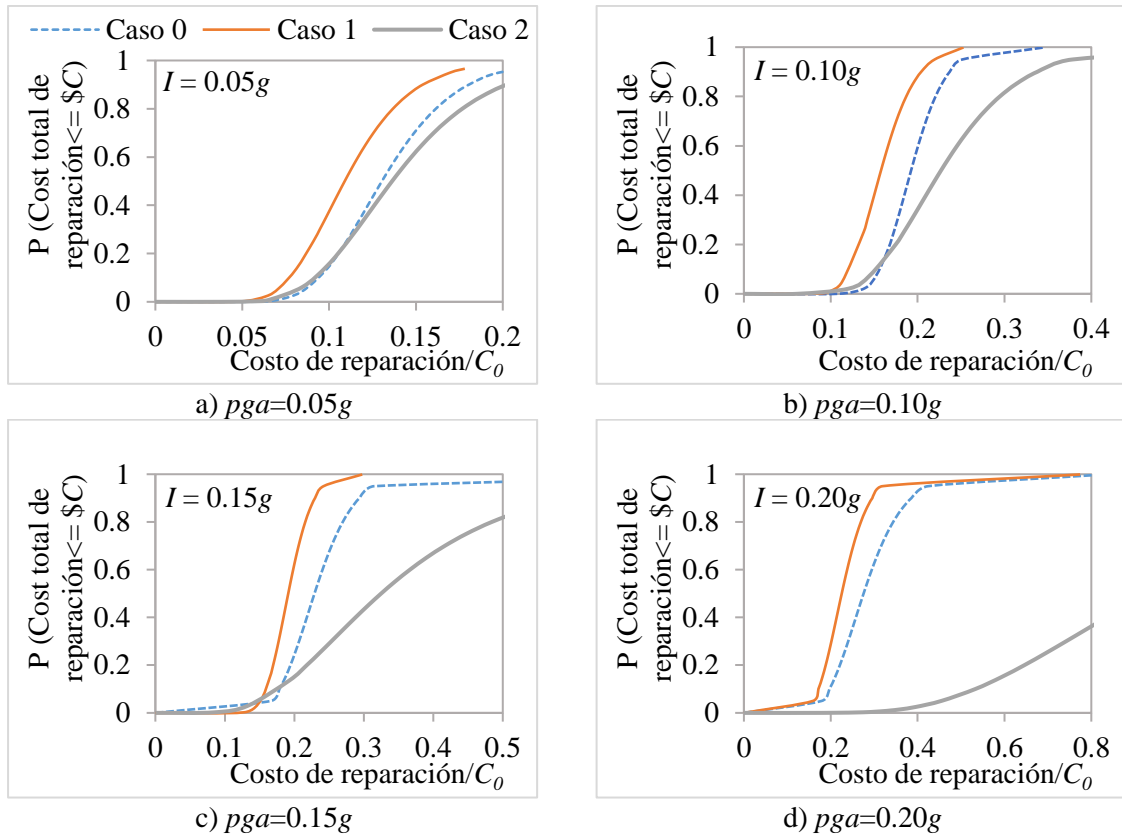 Caso 0 Caso 1 Caso 2
I = 0.05g
P (Cost total de
reparación<= $C)
1
0.8
0.6
0.4
0.2
0
0 0.05 0.1 0.15 0.2
Costo de reparación/C0
a) pga=0.05g
I = 0.10g
P (Cost total de
reparación<= $C)
1
0.8
0.6
0.4
0.2
0
0 0.1 0.2 0.3 0.4
Costo de reparación/C0
b) pga=0.10g
I = 0.15g
P (Cost total de
reparación<= $C)
1
0.8
0.6
0.4
0.2
0
0 0.1 0.2 0.3 0.4 0.5
Costo de reparación/C0
c) pga=0.15g
I = 0.20g
P (Cost total de
reparación<= $C)
1
0.8
0.6
0.4
0.2
0
0 0.2 0.4 0.6 0.8
Costo de reparación/C0
d) pga=0.20g